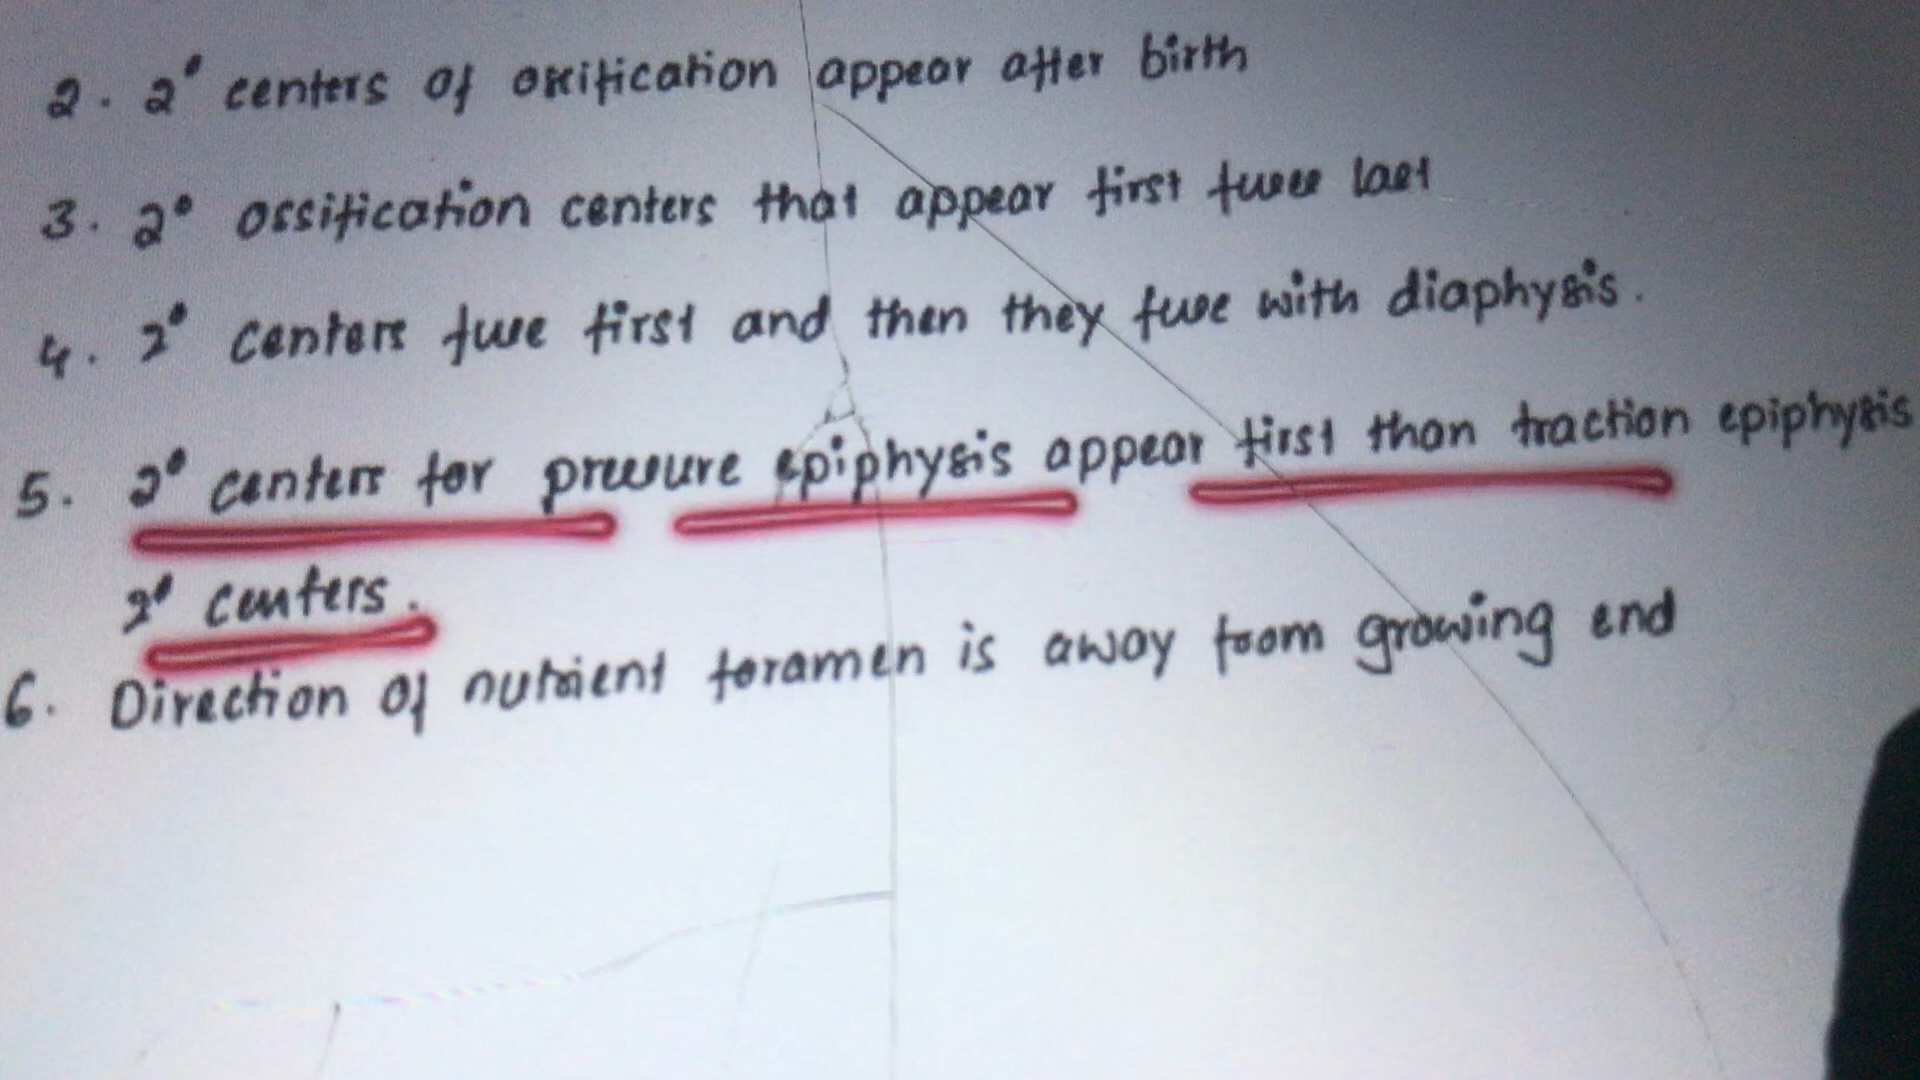 2. 2° centers of ossification appear after birth
3. 2° ossification centers that appear first fuses last
4. 2° centers fuse first and then they fuse with diaphysis.
5. 2° centers for pressure epiphysis appear first than traction epiphysis
2° centers.
6. Direction of nutrient foramen is away from growing end